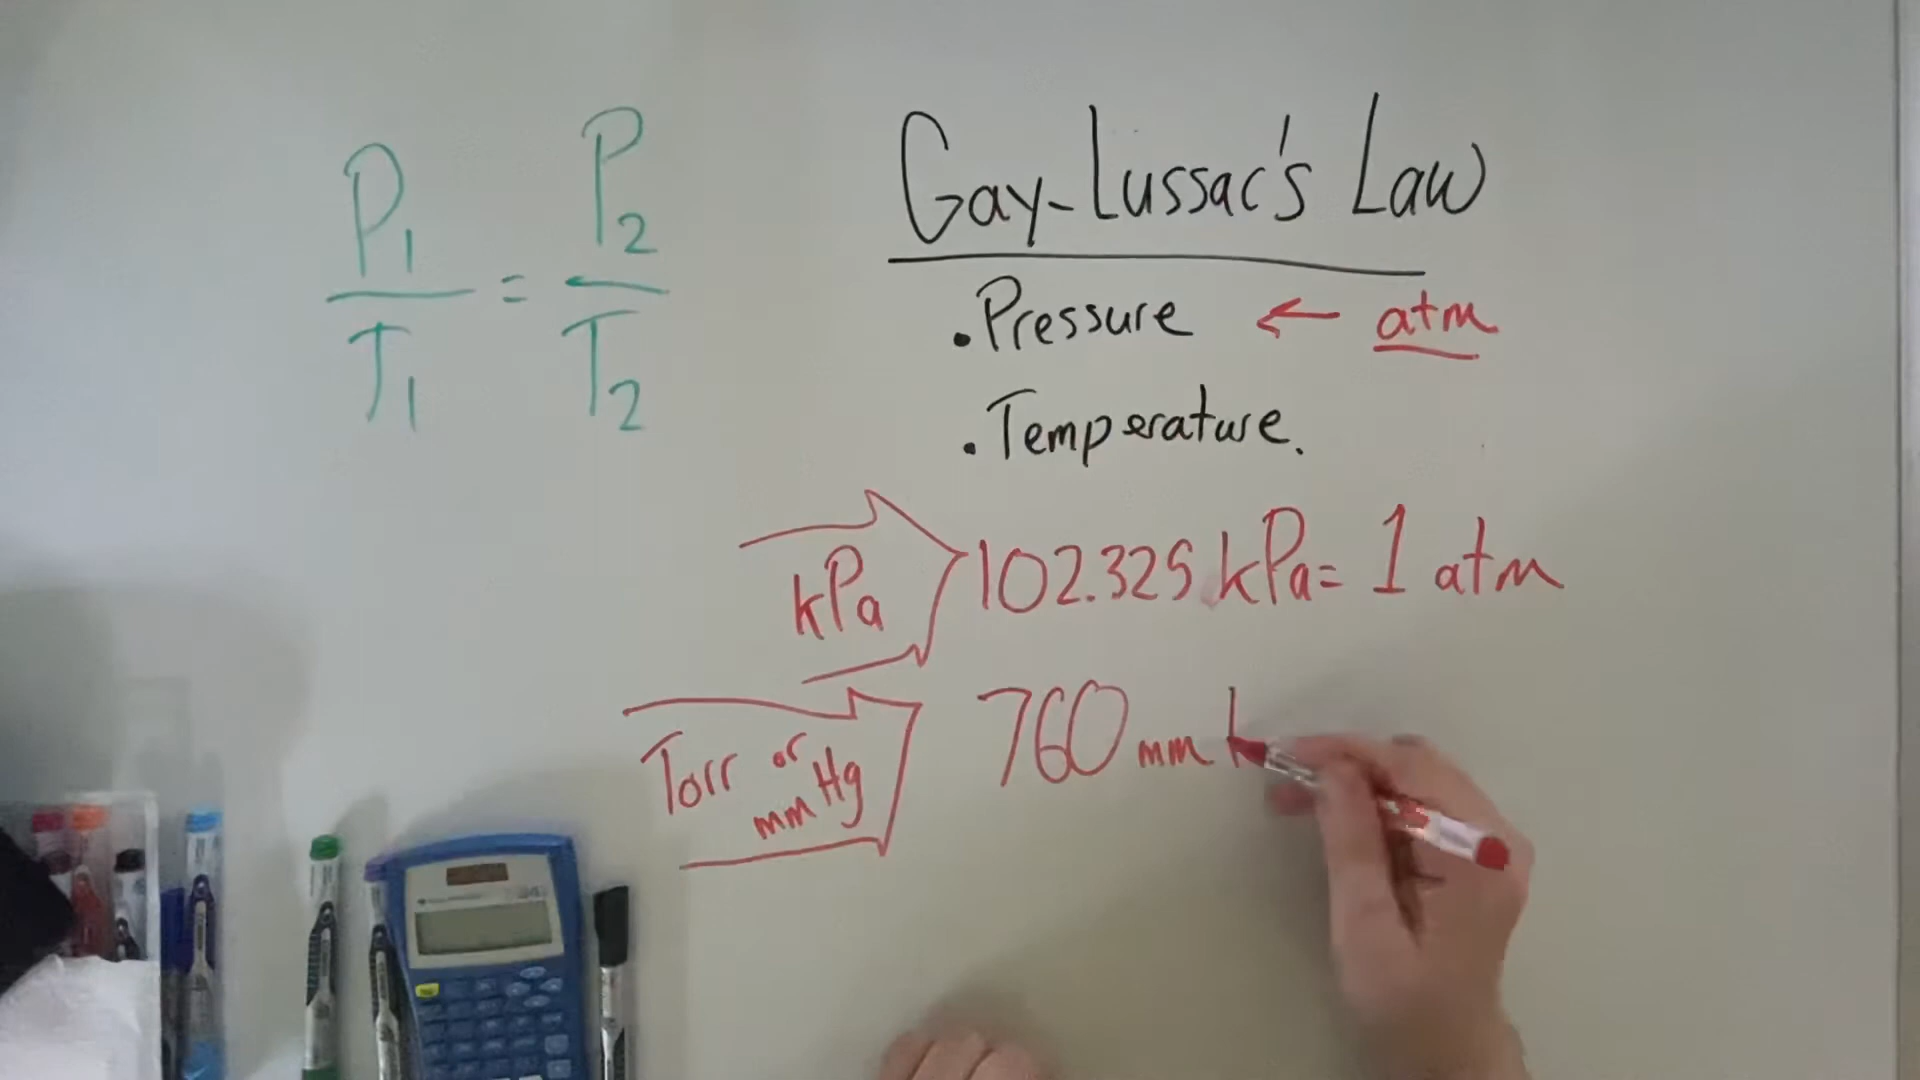 P1/T1 = P2/T2
Gay-Lussac's Law
• Pressure ← atm
• Temperature.
kPa
102.325 kPa = 1 atm
Torr or mm Hg
760 mm